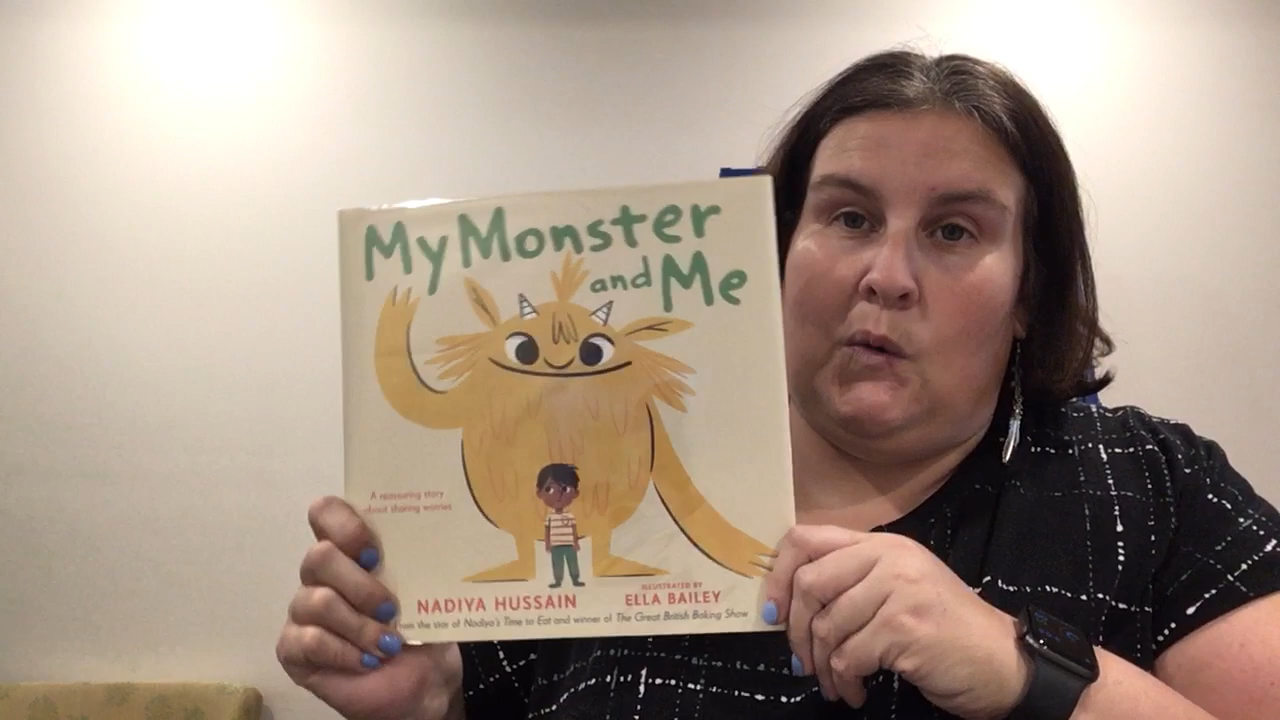 My Monster
and Me
A reassuring story
about sharing worries
ILLUSTRATED BY
NADIYA HUSSAIN ELLA BAILEY
from the star of Nadiya's Time to Eat and winner of The Great British Baking Show